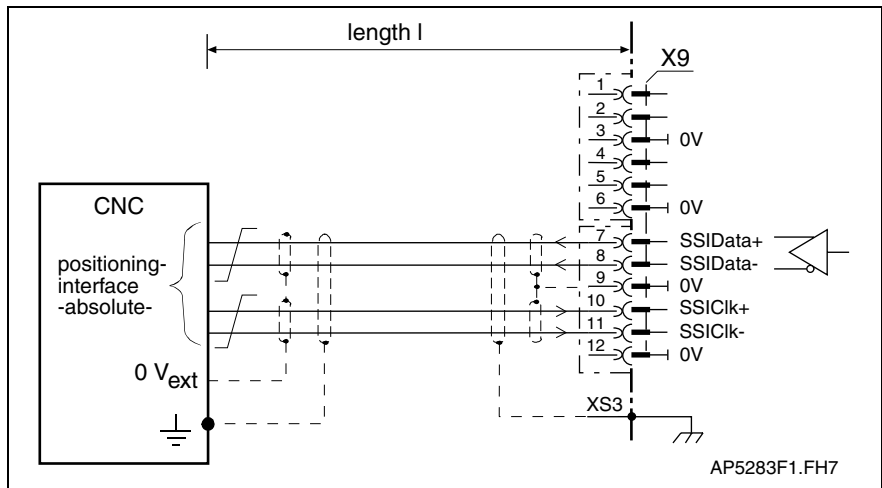 length l
X9
1
2
3 0V
4
5
6 0V
CNC
positioning-
interface
-absolute-
7 SSIData+
8 SSIData-
9 0V
10 SSIClk+
11 SSIClk-
12 0V
0 Vext
XS3
AP5283F1.FH7